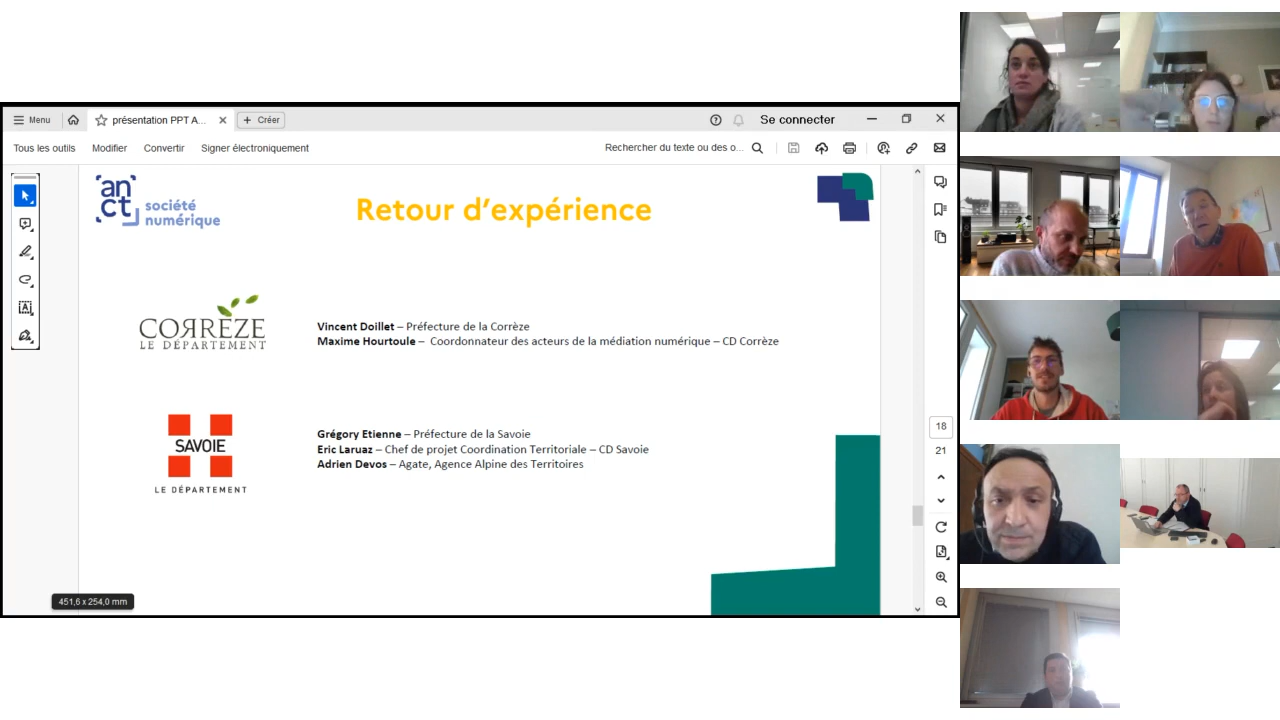 Menu
présentation PPT A...
Créer
Se connecter
Tous les outils
Modifier
Convertir
Signer électroniquement
Rechercher du texte ou des o...
anct
société
numérique
Retour d'expérience
CORRÈZE
LE DÉPARTEMENT
Vincent Doillet – Préfecture de la Corrèze
Maxime Hourtoule – Coordonnateur des acteurs de la médiation numérique – CD Corrèze
SAVOIE
LE DÉPARTEMENT
Grégory Etienne – Préfecture de la Savoie
Eric Laruaz – Chef de projet Coordination Territoriale – CD Savoie
Adrien Devos – Agate, Agence Alpine des Territoires
18
21
451,6 x 254,0 mm